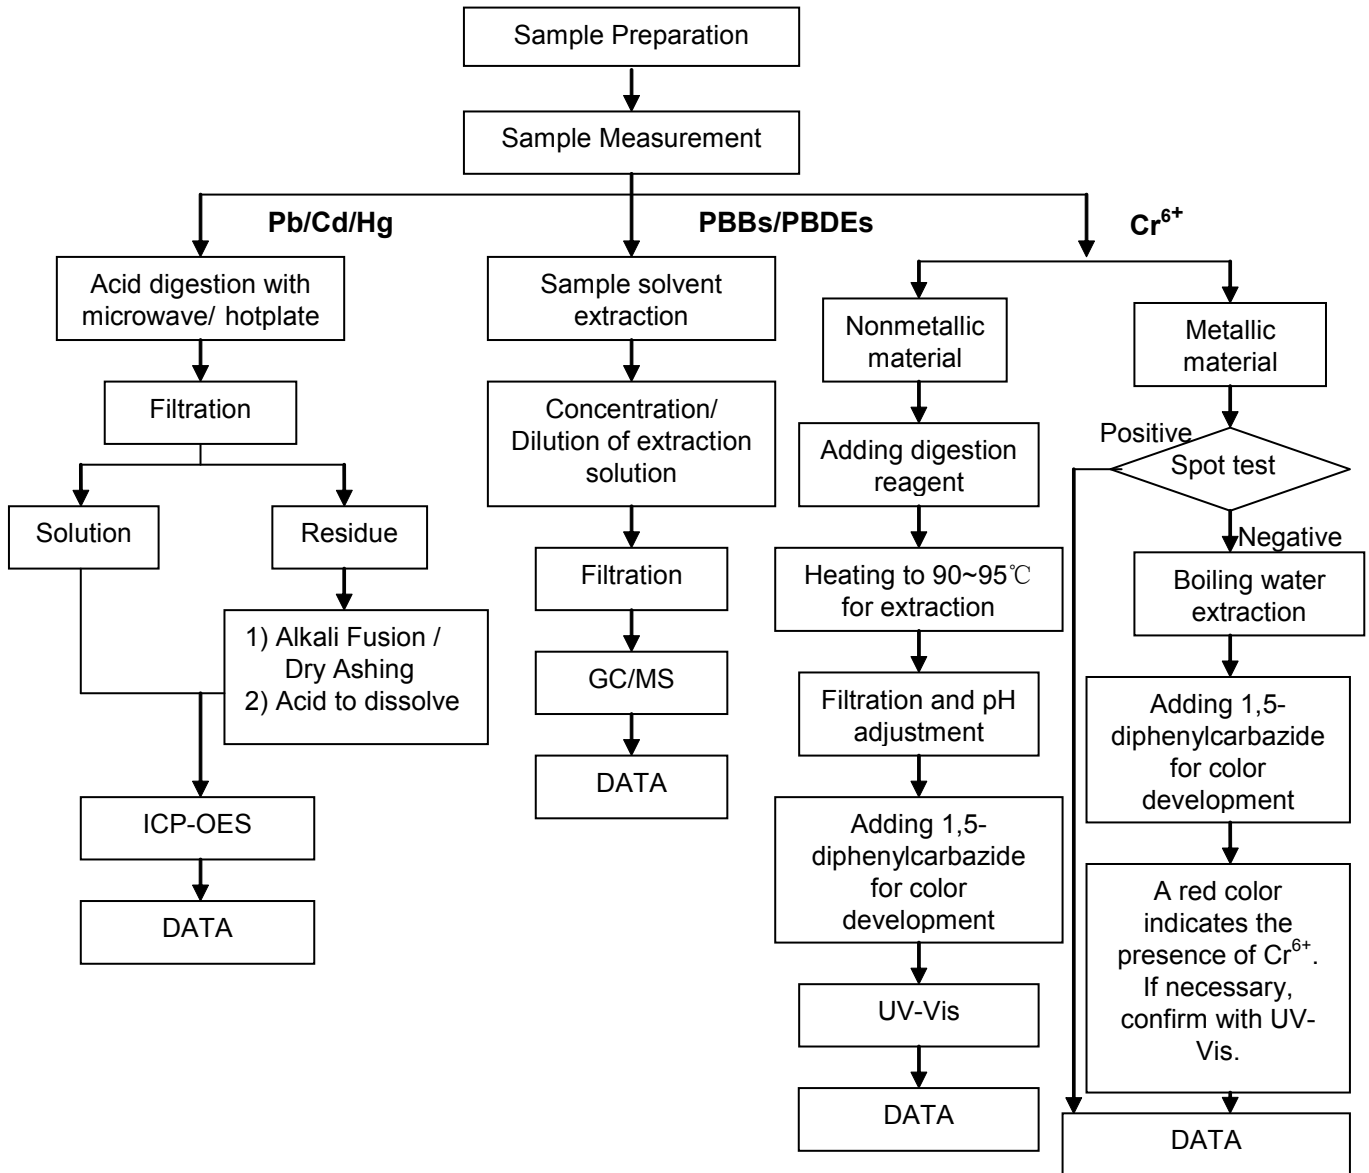 Sample Preparation
Sample Measurement
Pb/Cd/Hg
PBBs/PBDEs
Cr⁶⁺
Acid digestion with
microwave/ hotplate
Filtration
Solution
Residue
1) Alkali Fusion /
Dry Ashing
2) Acid to dissolve
ICP-OES
DATA
Sample solvent
extraction
Concentration/
Dilution of extraction
solution
Filtration
GC/MS
DATA
Nonmetallic
material
Adding digestion
reagent
Heating to 90~95℃
for extraction
Filtration and pH
adjustment
Adding 1,5-
diphenylcarbazide
for color
development
UV-Vis
DATA
Metallic
material
Positive
Spot test
Negative
Boiling water
extraction
Adding 1,5-
diphenylcarbazide
for color
development
A red color
indicates the
presence of Cr⁶⁺.
If necessary,
confirm with UV-
Vis.
DATA